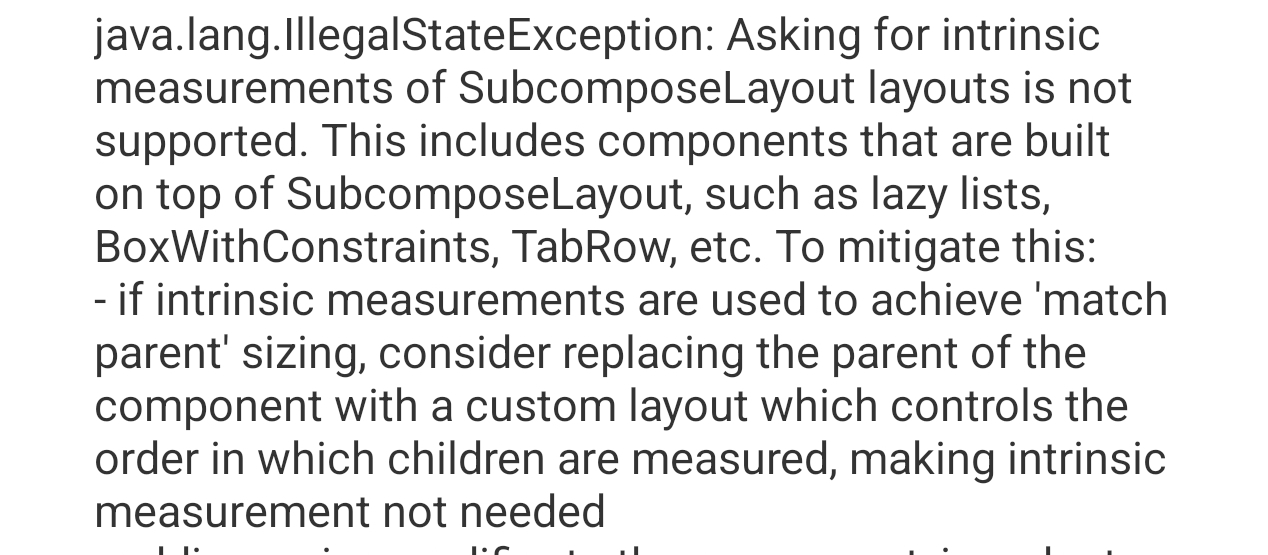 java.lang.IllegalStateException: Asking for intrinsic
measurements of SubcomposeLayout layouts is not
supported. This includes components that are built
on top of SubcomposeLayout, such as lazy lists,
BoxWithConstraints, TabRow, etc. To mitigate this:
- if intrinsic measurements are used to achieve 'match
parent' sizing, consider replacing the parent of the
component with a custom layout which controls the
order in which children are measured, making intrinsic
measurement not needed